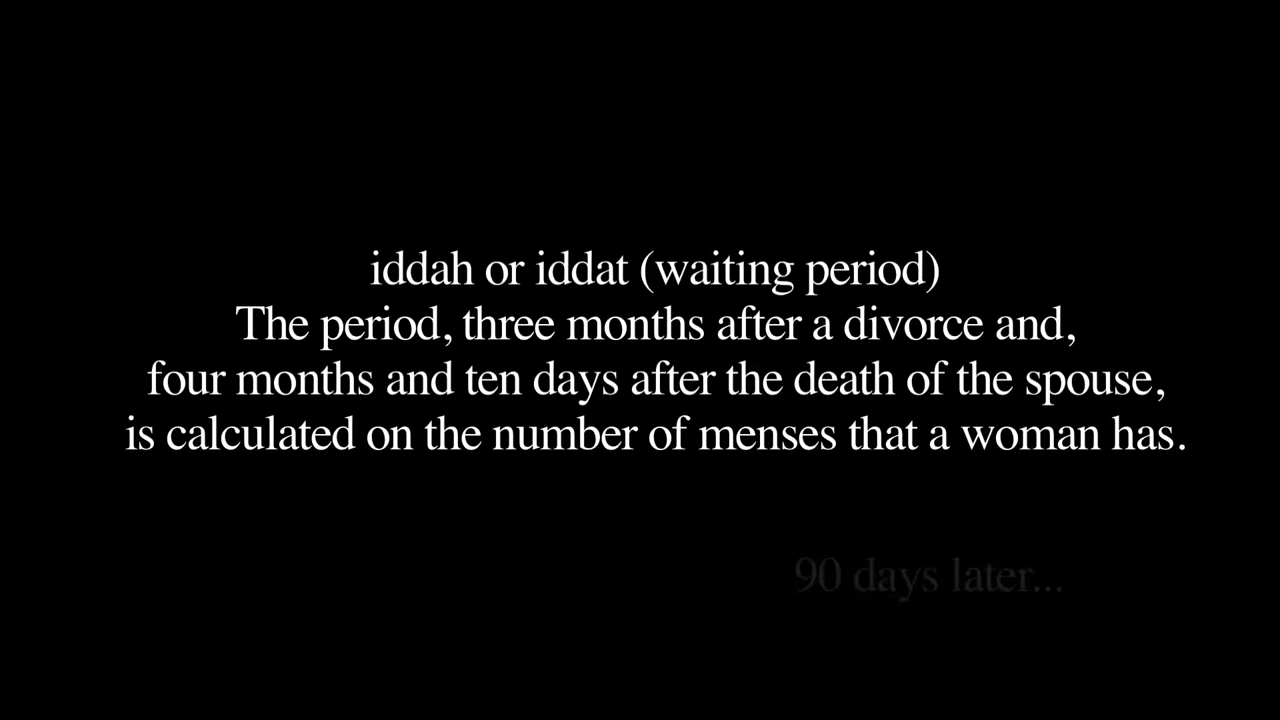 iddah or iddat (waiting period)
The period, three months after a divorce and,
four months and ten days after the death of the spouse,
is calculated on the number of menses that a woman has.
90 days later...